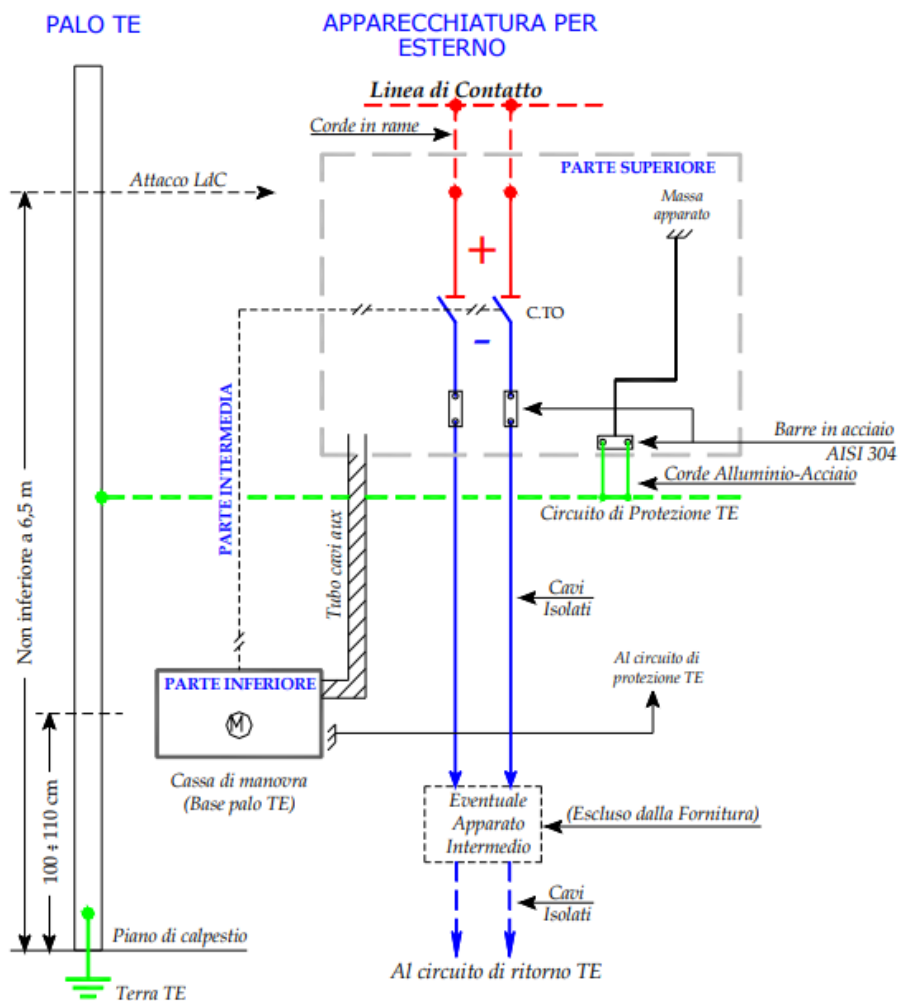 PALO TE
APPARECCHIATURA PER
ESTERNO
Linea di Contatto
Corde in rame
PARTE SUPERIORE
Attacco LdC
Massa
apparato
+
C.TO
-
PARTE INTERMEDIA
Barre in acciaio
AISI 304
Corde Alluminio-Acciaio
Circuito di Protezione TE
Non inferiore a 6,5 m
Tubo cavi aux
Cavi
Isolati
Al circuito di
protezione TE
PARTE INFERIORE
M
Cassa di manovra
(Base palo TE)
100 ÷ 110 cm
Eventuale
Apparato
Intermedio
(Escluso dalla Fornitura)
Cavi
Isolati
Piano di calpestio
Al circuito di ritorno TE
Terra TE